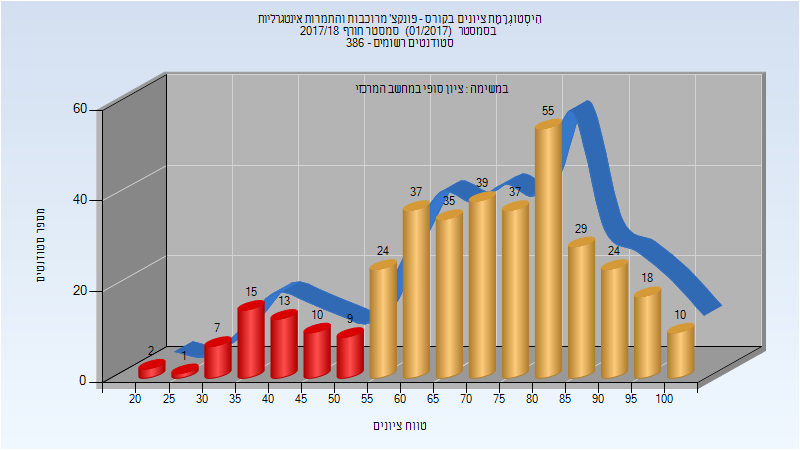 היסטוגרמת ציונים בקורס - פונקצ' מרוכבות והתמרות אינטגרליות
בסמסטר (01/2017) סמסטר חורף 2017/18
סטודנטים רשומים - 386
במשימה : ציון סופי במחשב המרכזי
מספר סטודנטים
60
40
20
0
2 1 7 15 13 10 9 24 37 35 39 37 55 29 24 18 10
20 25 30 35 40 45 50 55 60 65 70 75 80 85 90 95 100
טווח ציונים